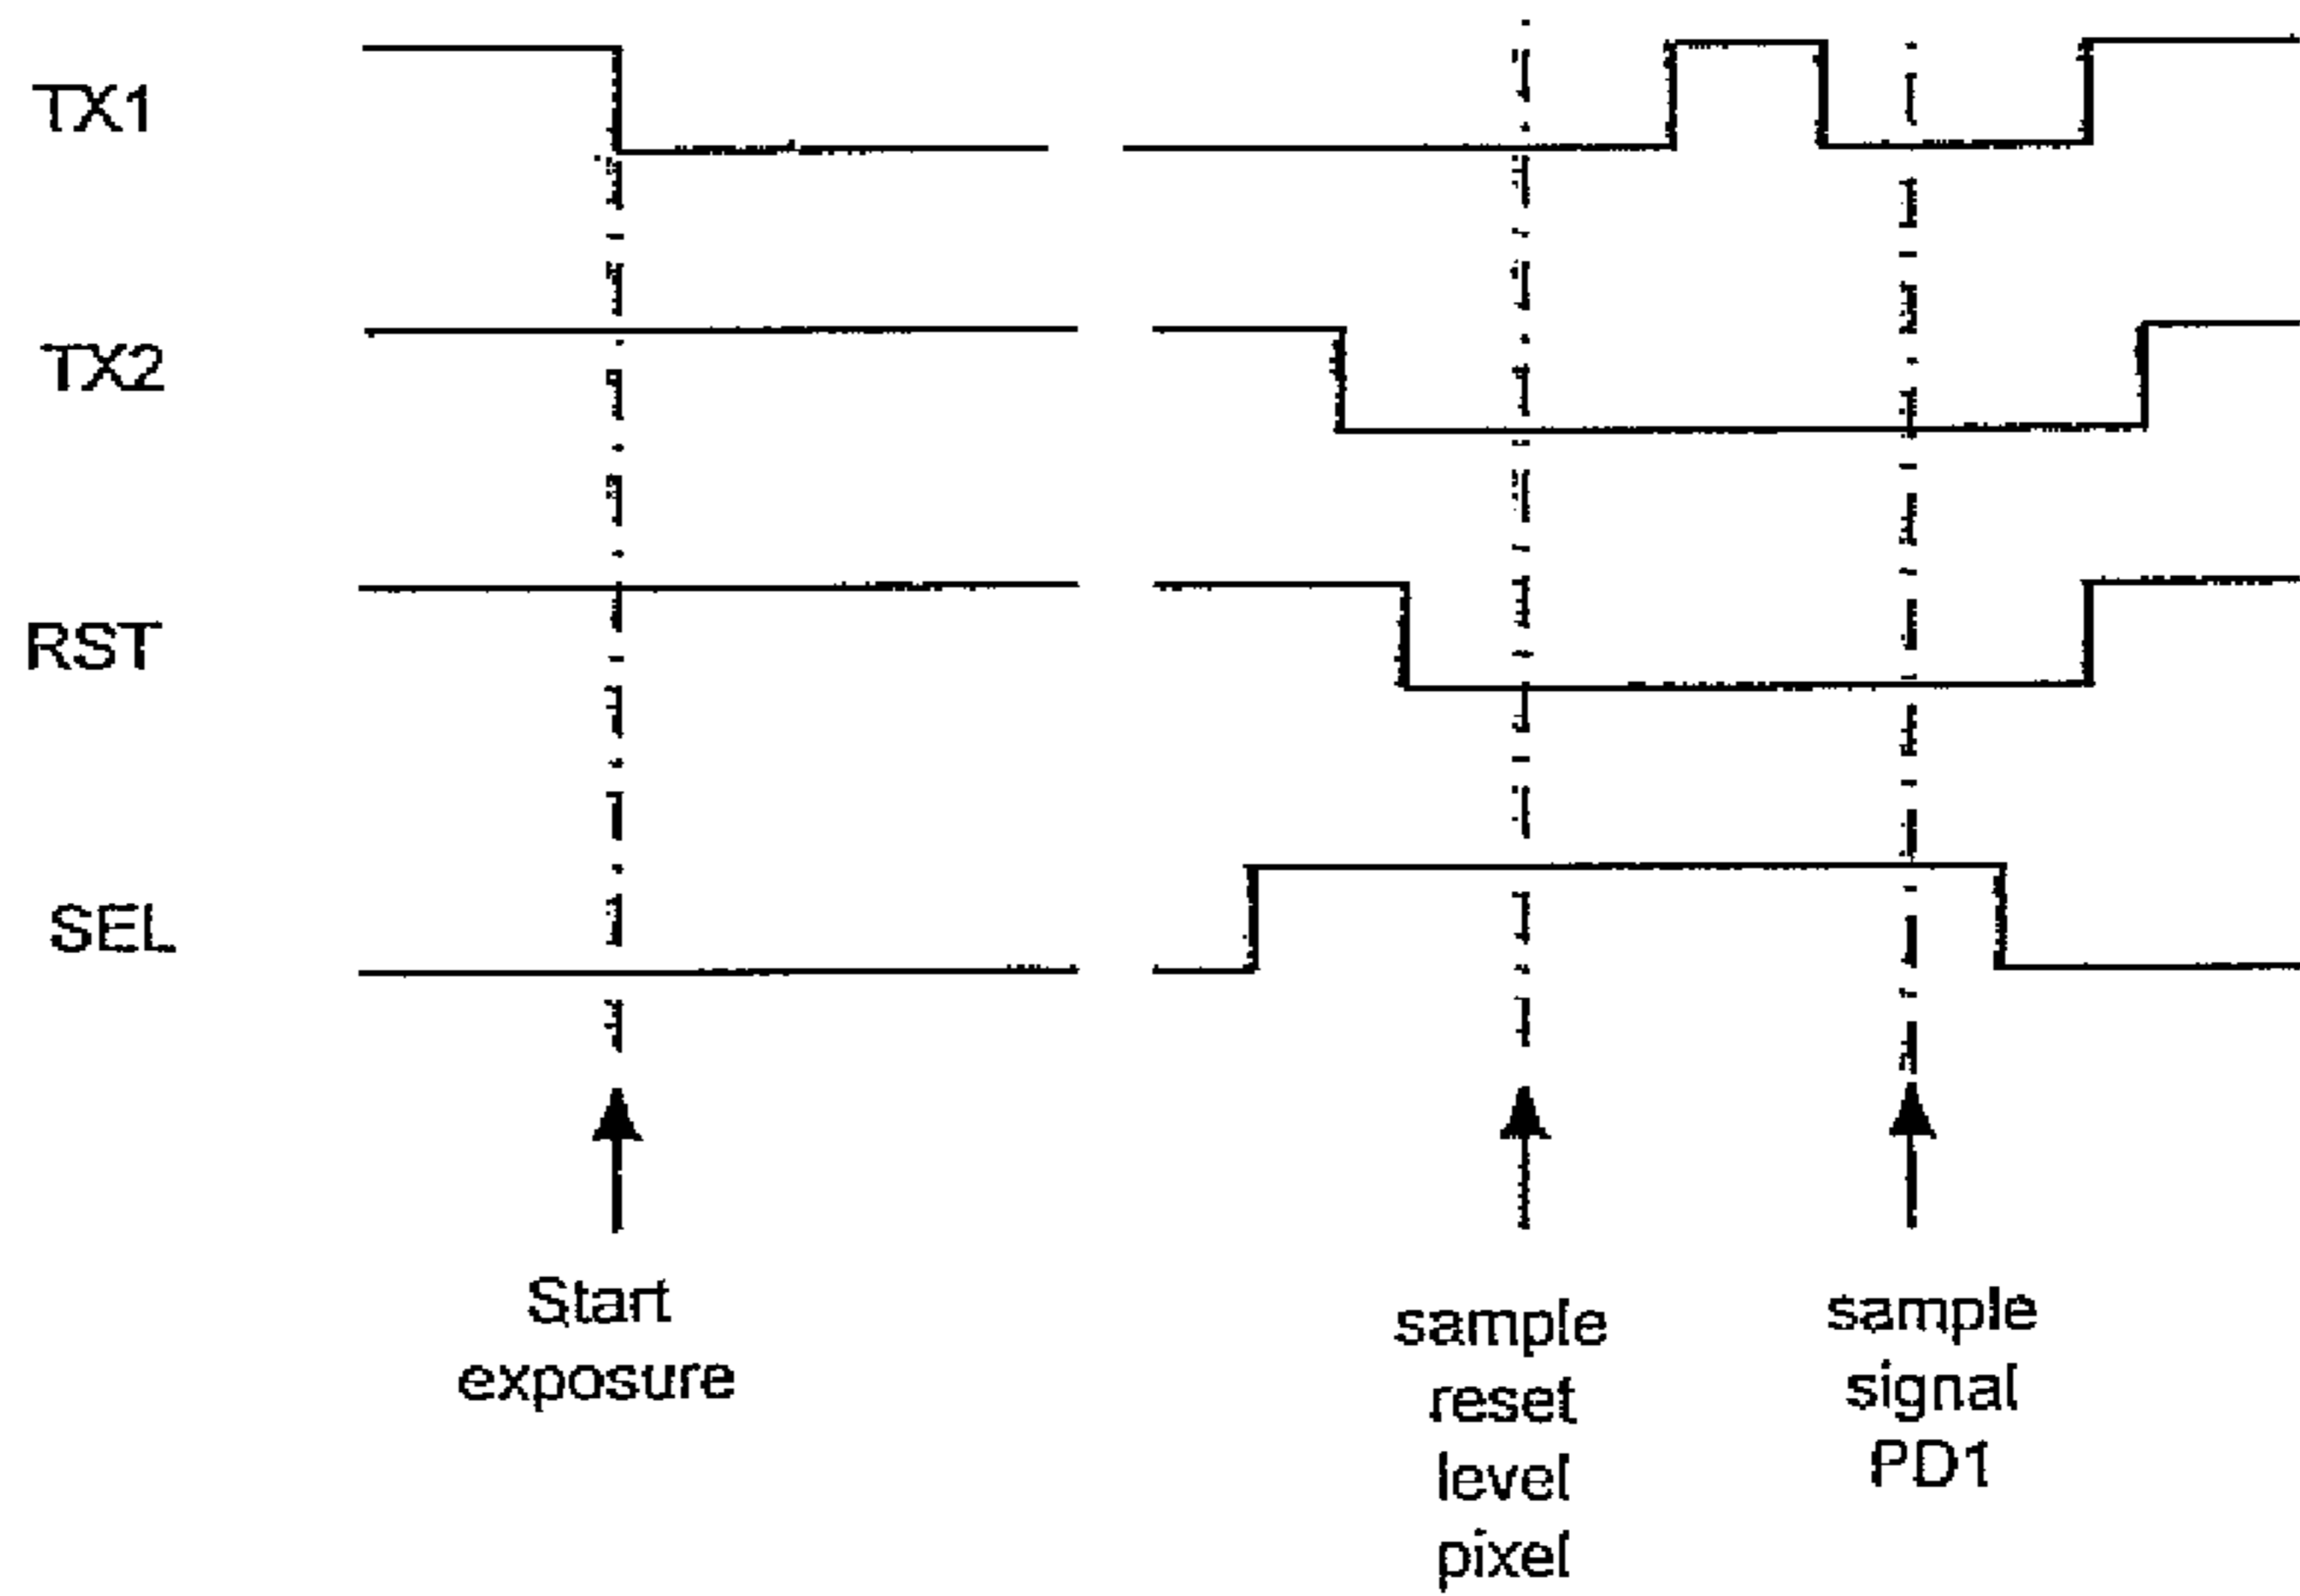 TX1
TX2
RST
SEL
Start
exposure
sample
reset
level
pixel
sample
signal
PD1